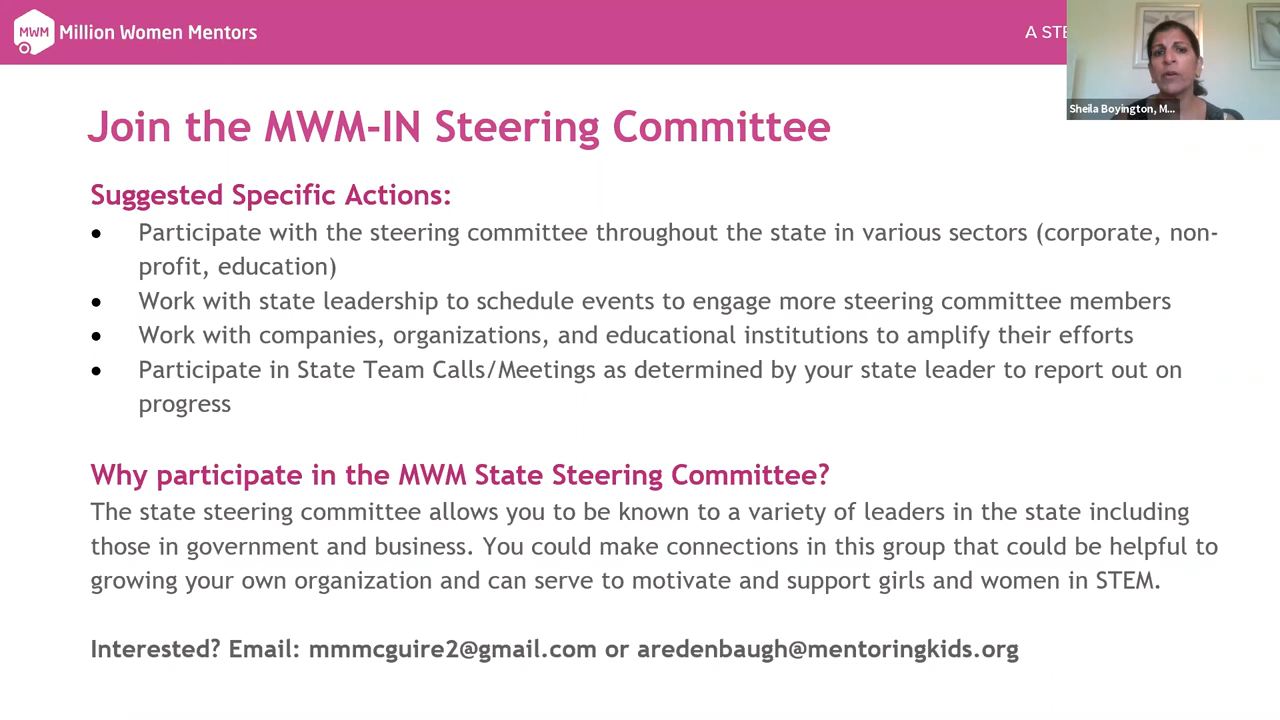 MWM
Million Women Mentors
A STE
Sheila Boyington, M...
Join the MWM-IN Steering Committee
Suggested Specific Actions:
• Participate with the steering committee throughout the state in various sectors (corporate, non-
profit, education)
• Work with state leadership to schedule events to engage more steering committee members
• Work with companies, organizations, and educational institutions to amplify their efforts
• Participate in State Team Calls/Meetings as determined by your state leader to report out on
progress
Why participate in the MWM State Steering Committee?
The state steering committee allows you to be known to a variety of leaders in the state including
those in government and business. You could make connections in this group that could be helpful to
growing your own organization and can serve to motivate and support girls and women in STEM.
Interested? Email: mmmcguire2@gmail.com or aredenbaugh@mentoringkids.org